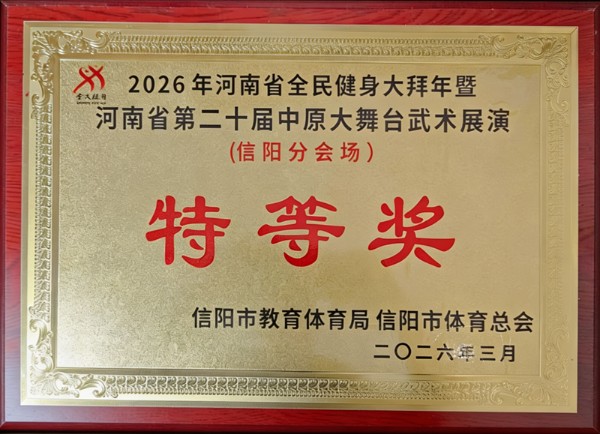 2026年河南省全民健身大拜年暨
河南省第二十届中原大舞台武术展演
(信阳分会场)
特等奖
信阳市教育体育局 信阳市体育总会
二〇二六年三月